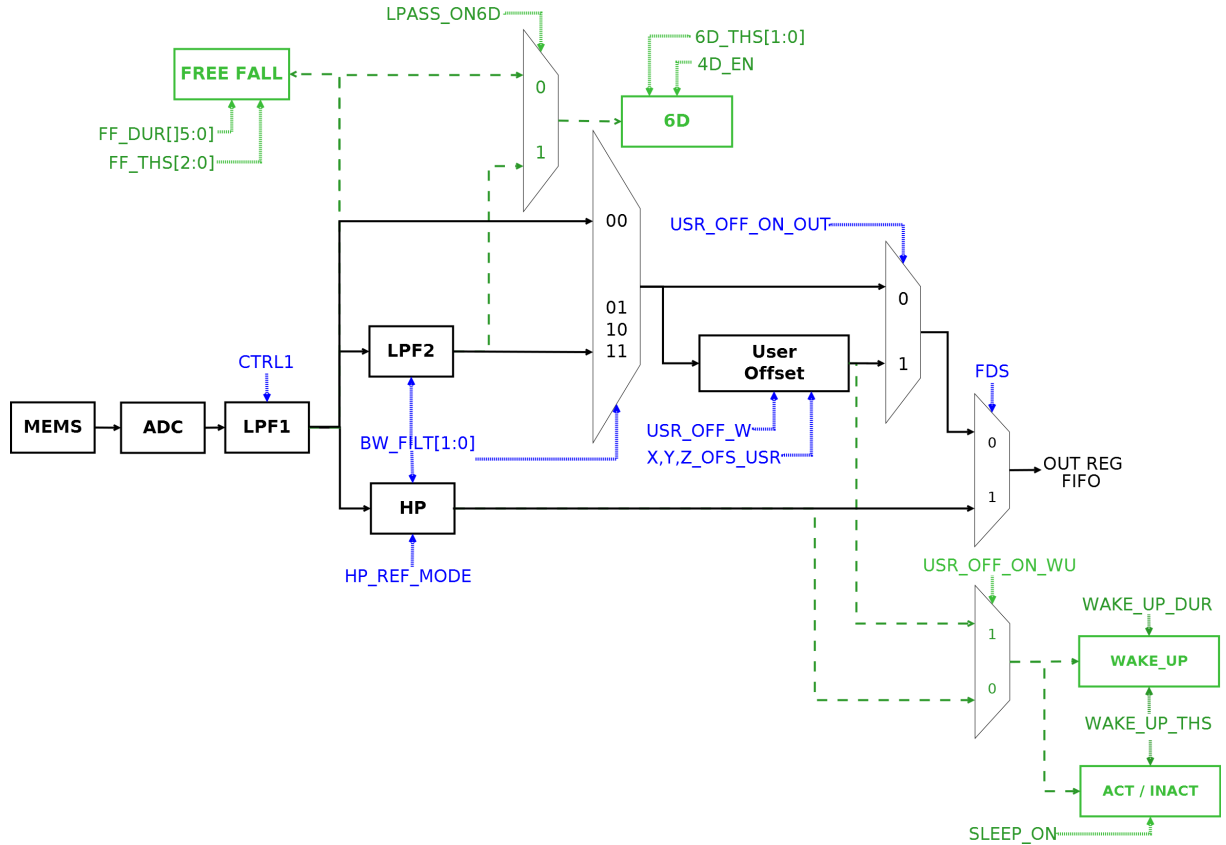 LPASS_ON6D
6D_THS[1:0]
4D_EN
FREE FALL
0
6D
FF_DUR[]5:0]
1
FF_THS[2:0]
00
USR_OFF_ON_OUT
0
01
10
11
LPF2
User
Offset
1
CTRL1
FDS
MEMS
ADC
LPF1
USR_OFF_W
BW_FILT[1:0]
0
X,Y,Z_OFS_USR
OUT REG
FIFO
1
HP
HP_REF_MODE
USR_OFF_ON_WU
WAKE_UP_DUR
1
WAKE_UP
0
WAKE_UP_THS
ACT / INACT
SLEEP_ON